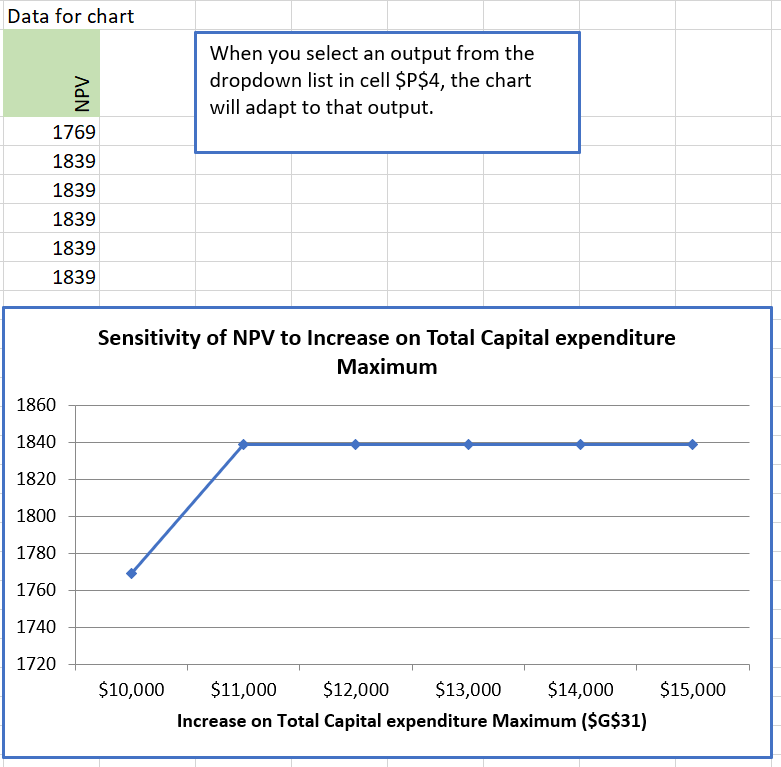 Data for chart
NPV
When you select an output from the
dropdown list in cell $P$4, the chart
will adapt to that output.
1769
1839
1839
1839
1839
1839
Sensitivity of NPV to Increase on Total Capital expenditure
Maximum
1860
1840
1820
1800
1780
1760
1740
1720
$10,000 $11,000 $12,000 $13,000 $14,000 $15,000
Increase on Total Capital expenditure Maximum ($G$31)